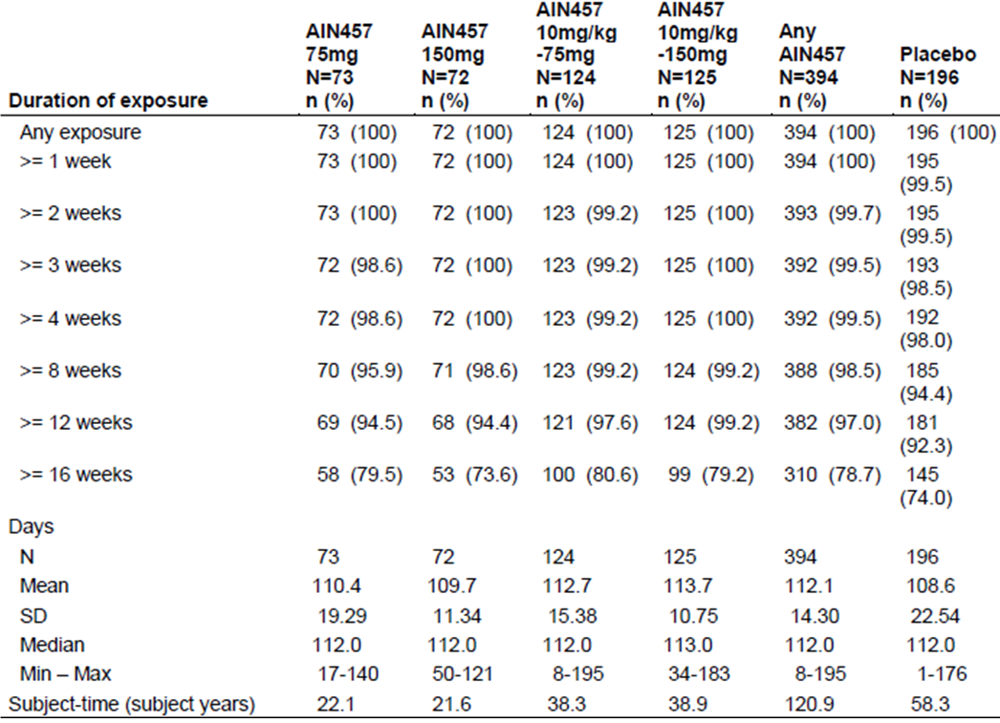 AIN457 AIN457
AIN457 AIN457 10mg/kg 10mg/kg Any
75mg 150mg -75mg -150mg AIN457 Placebo
N=73 N=72 N=124 N=125 N=394 N=196
Duration of exposure n (%) n (%) n (%) n (%) n (%) n (%)
Any exposure 73 (100) 72 (100) 124 (100) 125 (100) 394 (100) 196 (100)
>= 1 week 73 (100) 72 (100) 124 (100) 125 (100) 394 (100) 195
(99.5)
>= 2 weeks 73 (100) 72 (100) 123 (99.2) 125 (100) 393 (99.7) 195
(99.5)
>= 3 weeks 72 (98.6) 72 (100) 123 (99.2) 125 (100) 392 (99.5) 193
(98.5)
>= 4 weeks 72 (98.6) 72 (100) 123 (99.2) 125 (100) 392 (99.5) 192
(98.0)
>= 8 weeks 70 (95.9) 71 (98.6) 123 (99.2) 124 (99.2) 388 (98.5) 185
(94.4)
>= 12 weeks 69 (94.5) 68 (94.4) 121 (97.6) 124 (99.2) 382 (97.0) 181
(92.3)
>= 16 weeks 58 (79.5) 53 (73.6) 100 (80.6) 99 (79.2) 310 (78.7) 145
(74.0)
Days
N 73 72 124 125 394 196
Mean 110.4 109.7 112.7 113.7 112.1 108.6
SD 19.29 11.34 15.38 10.75 14.30 22.54
Median 112.0 112.0 112.0 113.0 112.0 112.0
Min – Max 17-140 50-121 8-195 34-183 8-195 1-176
Subject-time (subject years) 22.1 21.6 38.3 38.9 120.9 58.3